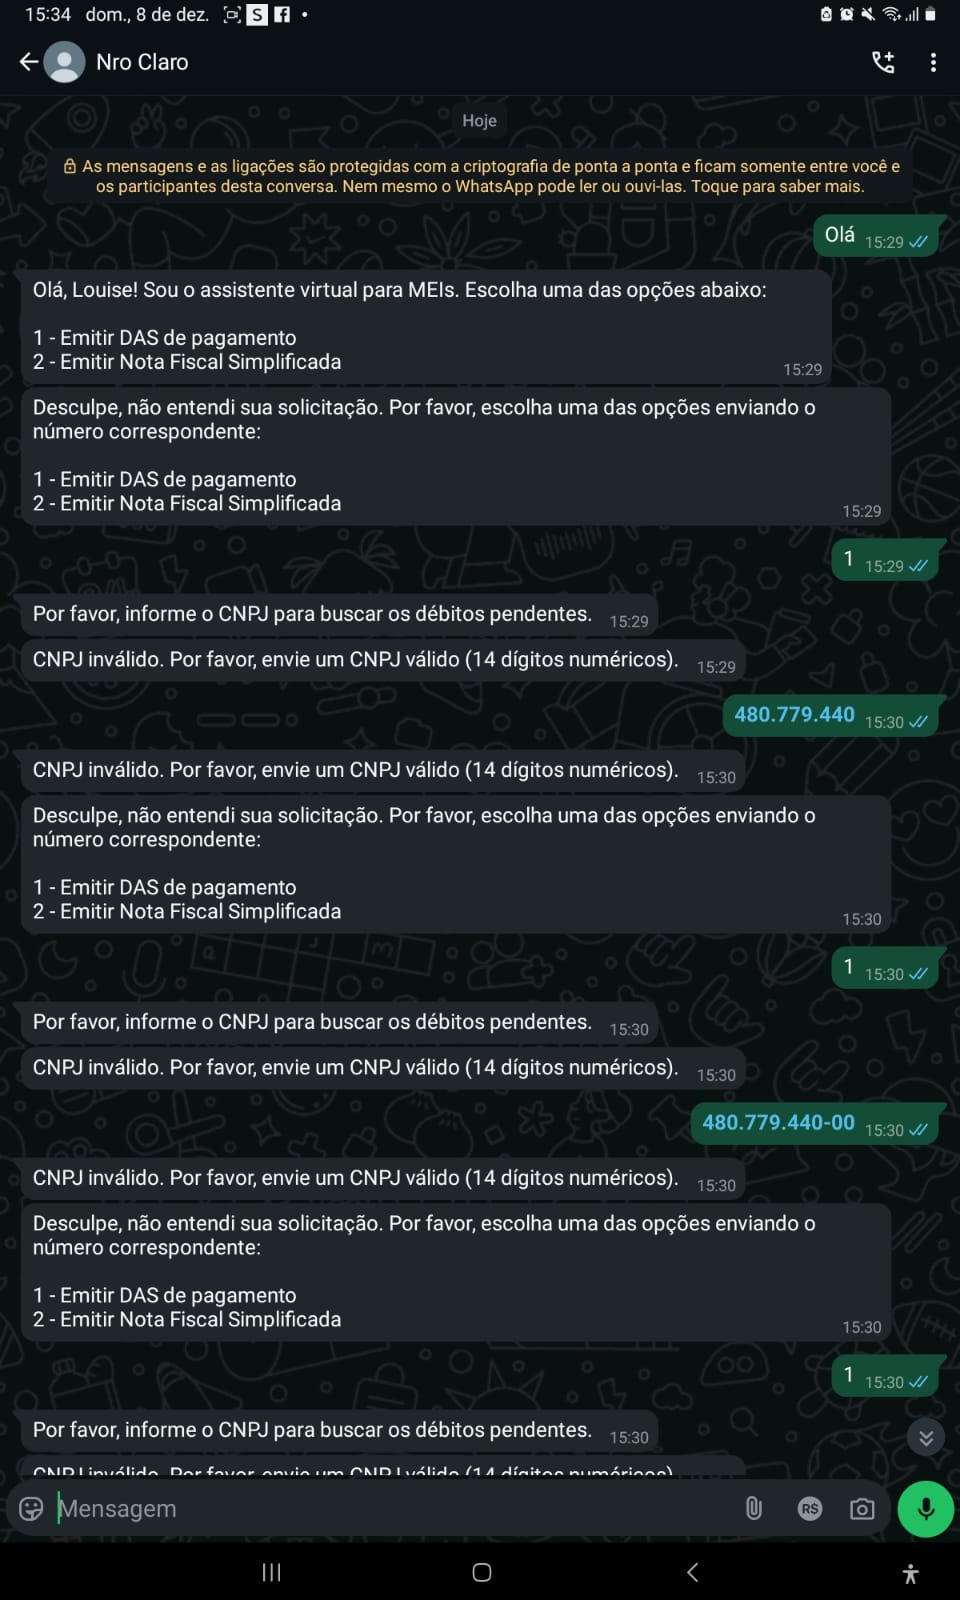 15:34 dom., 8 de dez. S
Nro Claro
Hoje
As mensagens e as ligações são protegidas com a criptografia de ponta a ponta e ficam somente entre você e
os participantes desta conversa. Nem mesmo o WhatsApp pode ler ou ouvi-las. Toque para saber mais.
Olá 15:29
Olá, Louise! Sou o assistente virtual para MEIs. Escolha uma das opções abaixo:
1 - Emitir DAS de pagamento
2 - Emitir Nota Fiscal Simplificada
15:29
Desculpe, não entendi sua solicitação. Por favor, escolha uma das opções enviando o
número correspondente:
1 - Emitir DAS de pagamento
2 - Emitir Nota Fiscal Simplificada
15:29
1 15:29
Por favor, informe o CNPJ para buscar os débitos pendentes. 15:29
CNPJ inválido. Por favor, envie um CNPJ válido (14 dígitos numéricos). 15:29
480.779.440 15:30
CNPJ inválido. Por favor, envie um CNPJ válido (14 dígitos numéricos). 15:30
Desculpe, não entendi sua solicitação. Por favor, escolha uma das opções enviando o
número correspondente:
1 - Emitir DAS de pagamento
2 - Emitir Nota Fiscal Simplificada
15:30
1 15:30
Por favor, informe o CNPJ para buscar os débitos pendentes. 15:30
CNPJ inválido. Por favor, envie um CNPJ válido (14 dígitos numéricos). 15:30
480.779.440-00 15:30
CNPJ inválido. Por favor, envie um CNPJ válido (14 dígitos numéricos). 15:30
Desculpe, não entendi sua solicitação. Por favor, escolha uma das opções enviando o
número correspondente:
1 - Emitir DAS de pagamento
2 - Emitir Nota Fiscal Simplificada
15:30
1 15:30
Por favor, informe o CNPJ para buscar os débitos pendentes. 15:30
CNPJ inválido. Por favor, envie um CNPJ válido (14 dígitos numéricos).
Mensagem
R$